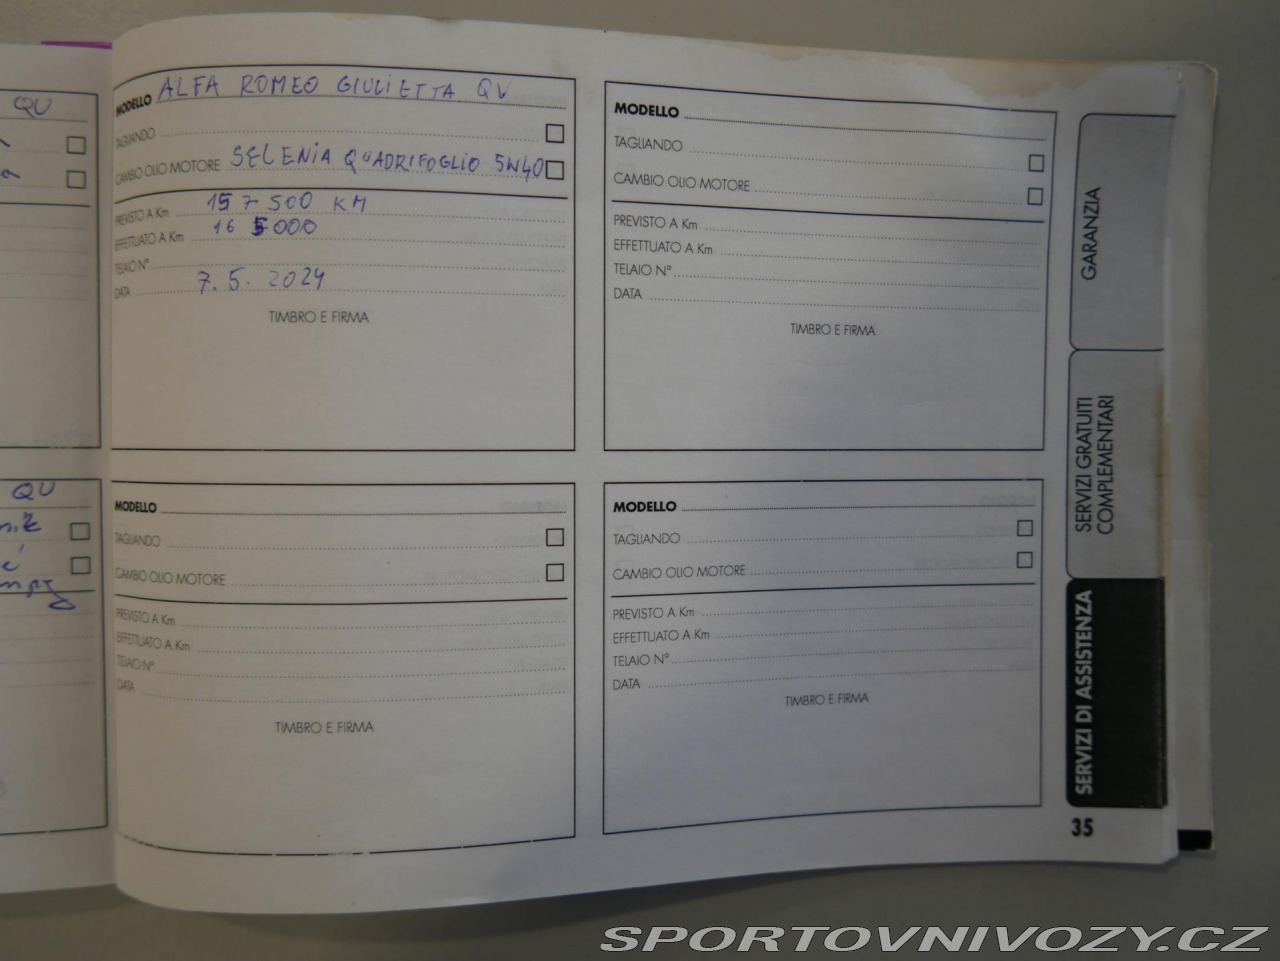 QU
QU
MODELLO ALFA ROMEO GIULIETTA QV
TAGLIANDO
CAMBIO OLIO MOTORE SELENIA QUADRIFOGLIO 5W40
PREVISTO A Km 157 500 KM
EFFETTUATO A Km 165000
TELAIO N°
DATA 7.5.2024
TIMBRO E FIRMA
MODELLO
TAGLIANDO
CAMBIO OLIO MOTORE
PREVISTO A Km
EFFETTUATO A Km
TELAIO N°
DATA
TIMBRO E FIRMA
MODELLO
TAGLIANDO
CAMBIO OLIO MOTORE
PREVISTO A Km
EFFETTUATO A Km
TELAIO N°
DATA
TIMBRO E FIRMA
MODELLO
TAGLIANDO
CAMBIO OLIO MOTORE
PREVISTO A Km
EFFETTUATO A Km
TELAIO N°
DATA
TIMBRO E FIRMA
GARANZIA
SERVIZI GRATUITI
COMPLEMENTARI
SERVIZI DI ASSISTENZA
35
SPORTOVNIVOZY.CZ